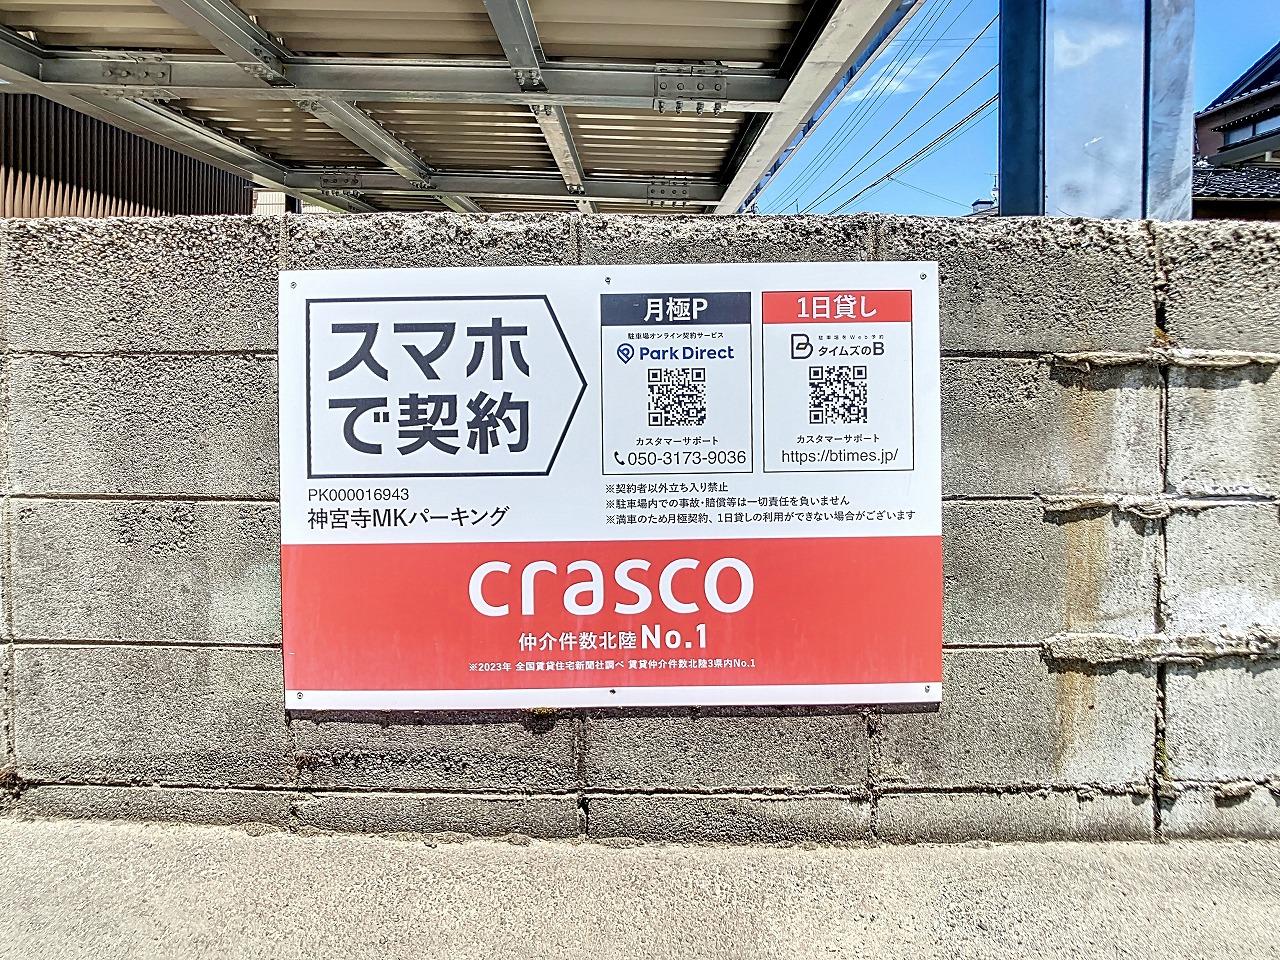 スマホ
で契約
PK000016943
神宮寺MKパーキング
月極P
駐車場オンライン契約サービス
Park Direct
カスタマーサポート
050-3173-9036
1日貸し
駐車場をWeb予約
タイムズのB
カスタマーサポート
https://btimes.jp/
※契約者以外立ち入り禁止
※駐車場内での事故・賠償等は一切責任を負いません
※満車のため月極契約、1日貸しの利用ができない場合がございます
crasco
仲介件数北陸No.1
※2023年 全国賃貸住宅新聞社調べ 賃貸仲介件数北陸3県内No.1